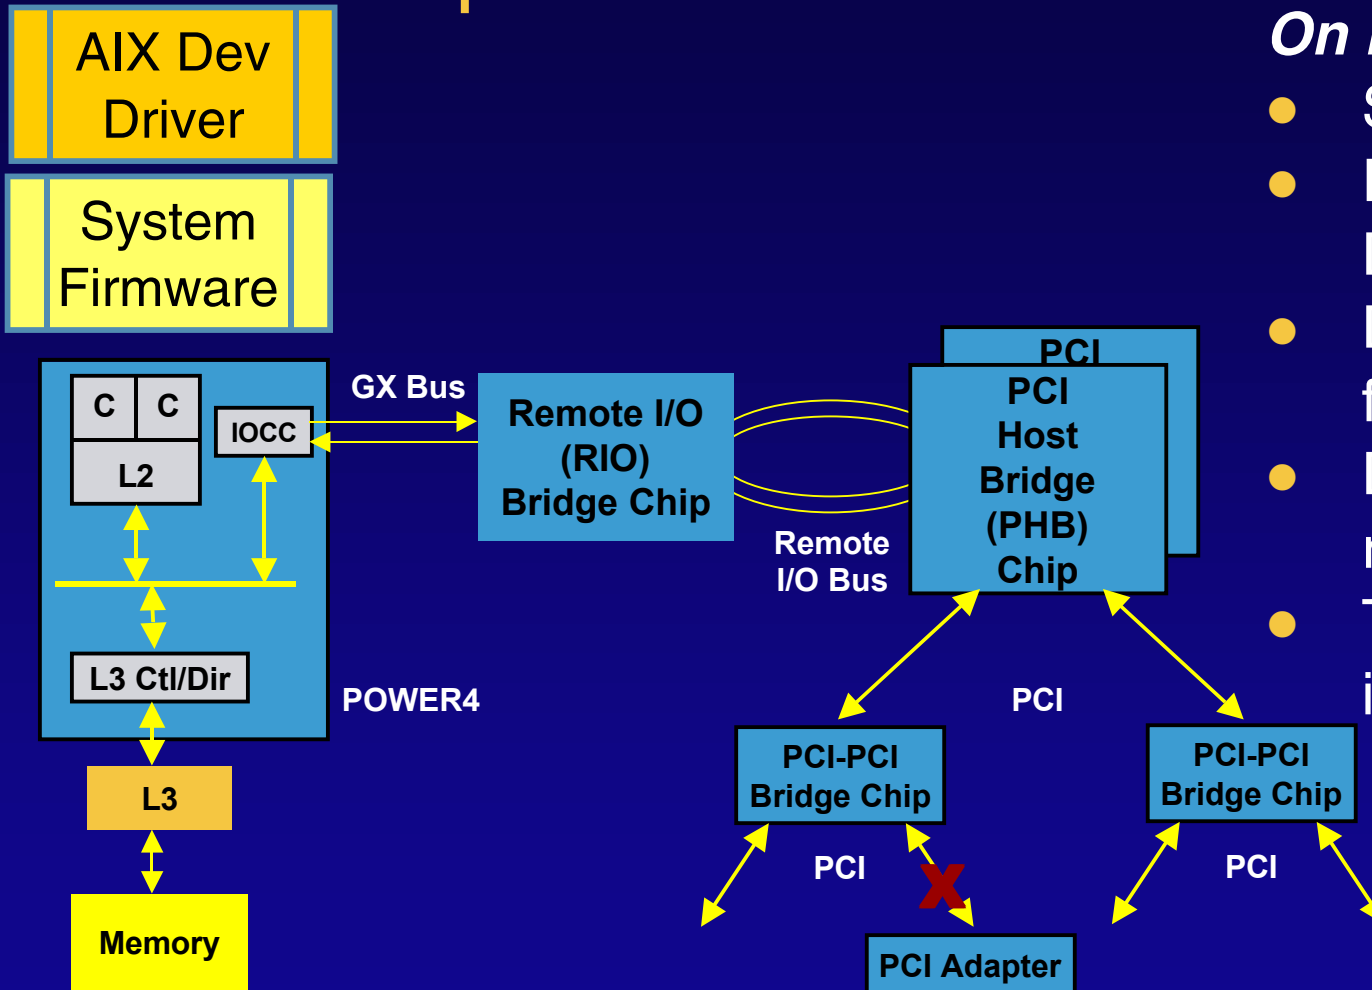 AIX Dev
Driver
System
Firmware
On
C C
L2
IOCC
GX Bus
Remote I/O
(RIO)
Bridge Chip
PCI
PCI
Host
Bridge
(PHB)
Chip
Remote
I/O Bus
L3 Ctl/Dir
POWER4
PCI
L3
PCI-PCI
Bridge Chip
PCI-PCI
Bridge Chip
PCI
X
PCI
Memory
PCI Adapter